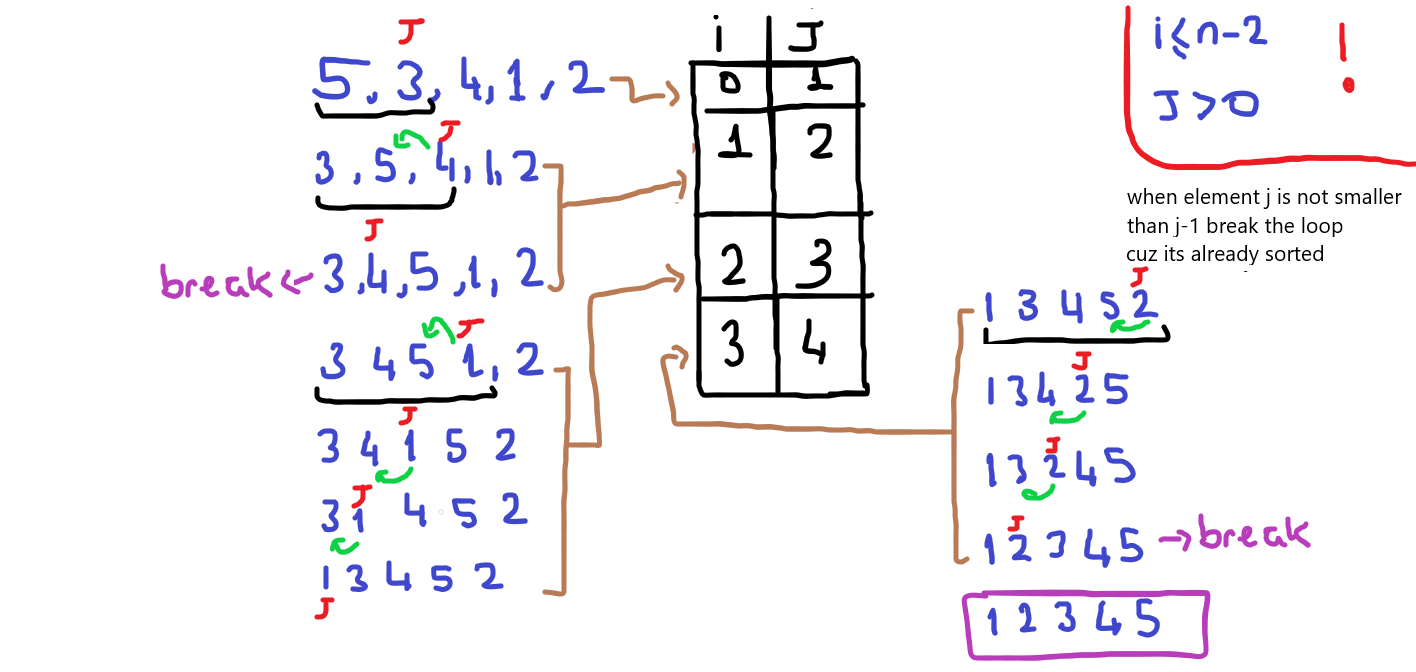 J
5, 3, 4, 1, 2
J
3, 5, 4, 1, 2
J
break ← 3, 4, 5, 1, 2
J
3 4 5 1, 2
J
3 4 1 5 2
J
3 1 4 5 2
1 3 4 5 2
J
i J
0 1
1 2
2 3
3 4
i ≤ n-2 !
J > 0
when element j is not smaller
than j-1 break the loop
cuz its already sorted
J
1 3 4 5 2
J
1 3 4 2 5
J
1 3 2 4 5
J
1 2 3 4 5 → break
1 2 3 4 5